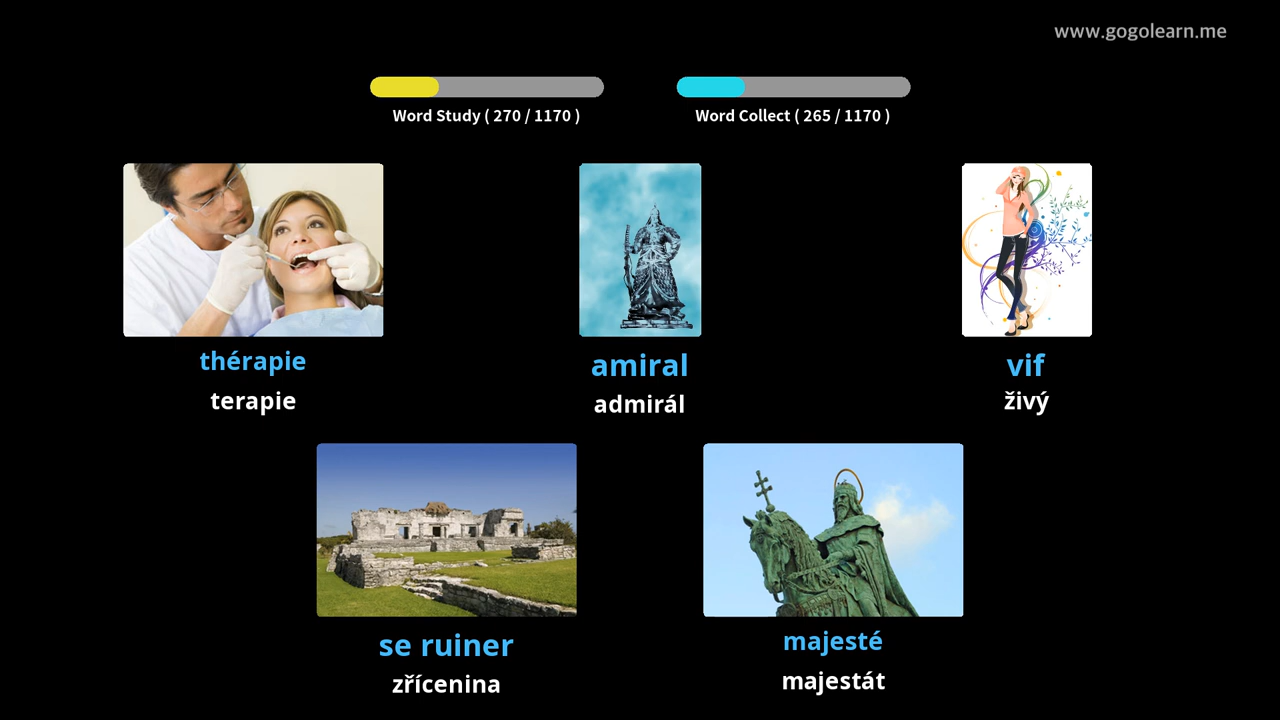 www.gogolearn.me
Word Study ( 270 / 1170 )
Word Collect ( 265 / 1170 )
thérapie
terapie
amiral
admirál
vif
živý
se ruiner
zřícenina
majesté
majestát